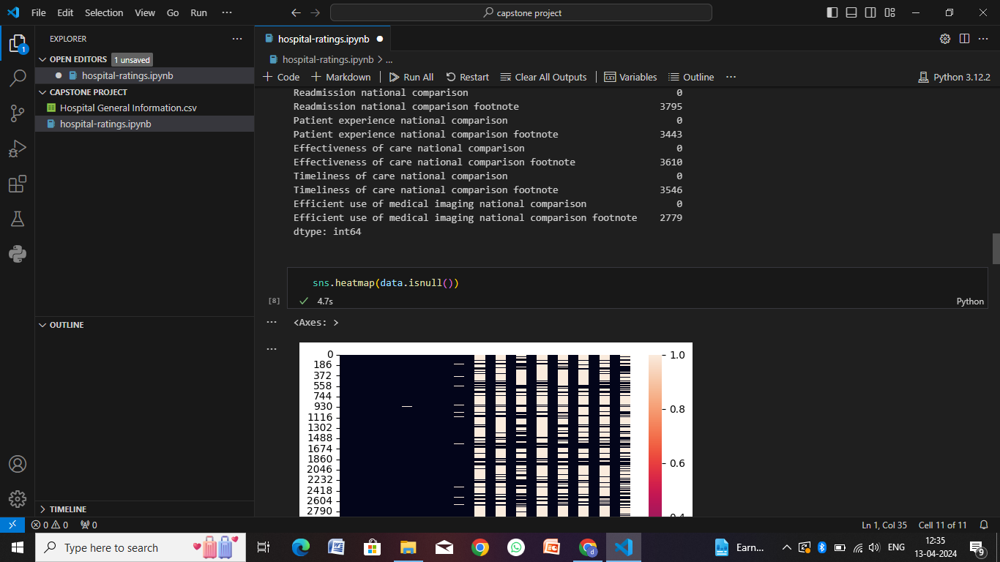 File Edit Selection View Go Run ···
capstone project
EXPLORER
OPEN EDITORS 1 unsaved
hospital-ratings.ipynb
CAPSTONE PROJECT
Hospital General Information.csv
hospital-ratings.ipynb
OUTLINE
TIMELINE
1
hospital-ratings.ipynb
hospital-ratings.ipynb > ...
+ Code + Markdown Run All Restart Clear All Outputs Variables Outline ··· Python 3.12.2
Readmission national comparison 0
Readmission national comparison footnote 3795
Patient experience national comparison 0
Patient experience national comparison footnote 3443
Effectiveness of care national comparison 0
Effectiveness of care national comparison footnote 3610
Timeliness of care national comparison 0
Timeliness of care national comparison footnote 3546
Efficient use of medical imaging national comparison 0
Efficient use of medical imaging national comparison footnote 2779
dtype: int64
sns.heatmap(data.isnull())
[8] 4.7s Python
<Axes: >
0
186
372
558
744
930
1116
1302
1488
1674
1860
2046
2232
2418
2604
2790
1.0
0.8
0.6
0.4
0 0 0
Ln 1, Col 35 Cell 11 of 11
Type here to search
Earn...
ENG
12:35
13-04-2024
9